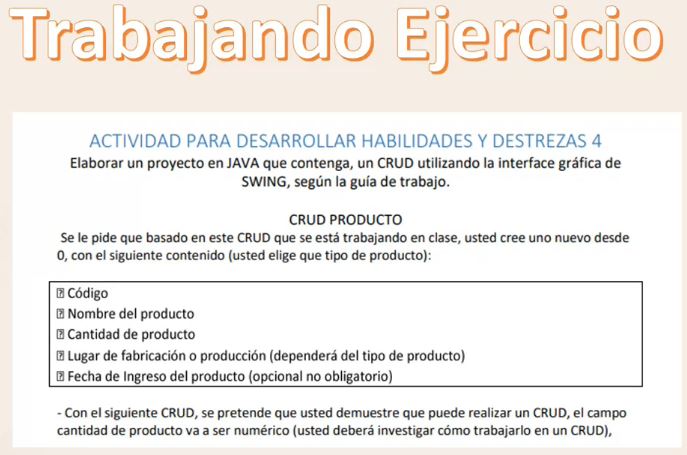 Trabajando Ejercicio
ACTIVIDAD PARA DESARROLLAR HABILIDADES Y DESTREZAS 4
Elaborar un proyecto en JAVA que contenga, un CRUD utilizando la interface gráfica de
SWING, según la guía de trabajo.
CRUD PRODUCTO
Se le pide que basado en este CRUD que se está trabajando en clase, usted cree uno nuevo desde
0, con el siguiente contenido (usted elige que tipo de producto):
⍰ Código
⍰ Nombre del producto
⍰ Cantidad de producto
⍰ Lugar de fabricación o producción (dependerá del tipo de producto)
⍰ Fecha de Ingreso del producto (opcional no obligatorio)
- Con el siguiente CRUD, se pretende que usted demuestre que puede realizar un CRUD, el campo
cantidad de producto va a ser numérico (usted deberá investigar cómo trabajarlo en un CRUD),